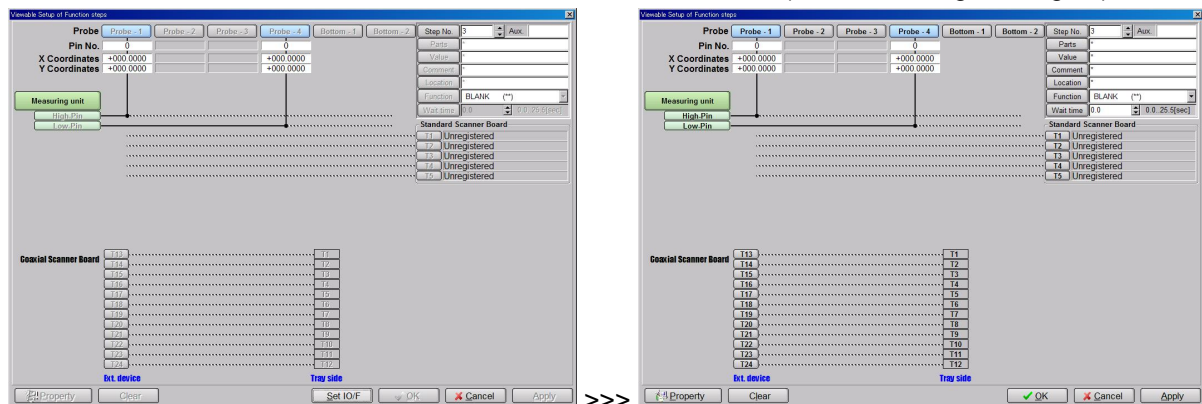 Viewable Setup of Function steps
Probe Probe - 1 Probe - 2 Probe - 3 Probe - 4 Bottom - 1 Bottom - 2 Step No. 3 Aux.
Pin No. 0 0 Parts *
X Coordinates +000.0000 +000.0000 Value *
Y Coordinates +000.0000 +000.0000 Comment *
Location *
Measuring unit Function BLANK (**)
High-Pin Wait time 0.0 0.0..25.5[sec]
Low-Pin Standard Scanner Board
T1 Unregistered
T2 Unregistered
T3 Unregistered
T4 Unregistered
T5 Unregistered
Coaxial Scanner Board T13 T1
T14 T2
T15 T3
T16 T4
T17 T5
T18 T6
T19 T7
T20 T8
T21 T9
T22 T10
T23 T11
T24 T12
Ext. device Tray side
Property Clear Set IO/F OK Cancel Apply
>>>
Viewable Setup of Function steps
Probe Probe - 1 Probe - 2 Probe - 3 Probe - 4 Bottom - 1 Bottom - 2 Step No. 3 Aux.
Pin No. 0 0 Parts *
X Coordinates +000.0000 +000.0000 Value *
Y Coordinates +000.0000 +000.0000 Comment *
Location *
Measuring unit Function BLANK (**)
High-Pin Wait time 0.0 0.0..25.5[sec]
Low-Pin Standard Scanner Board
T1 Unregistered
T2 Unregistered
T3 Unregistered
T4 Unregistered
T5 Unregistered
Coaxial Scanner Board T13 T1
T14 T2
T15 T3
T16 T4
T17 T5
T18 T6
T19 T7
T20 T8
T21 T9
T22 T10
T23 T11
T24 T12
Ext. device Tray side
Property Clear OK Cancel Apply